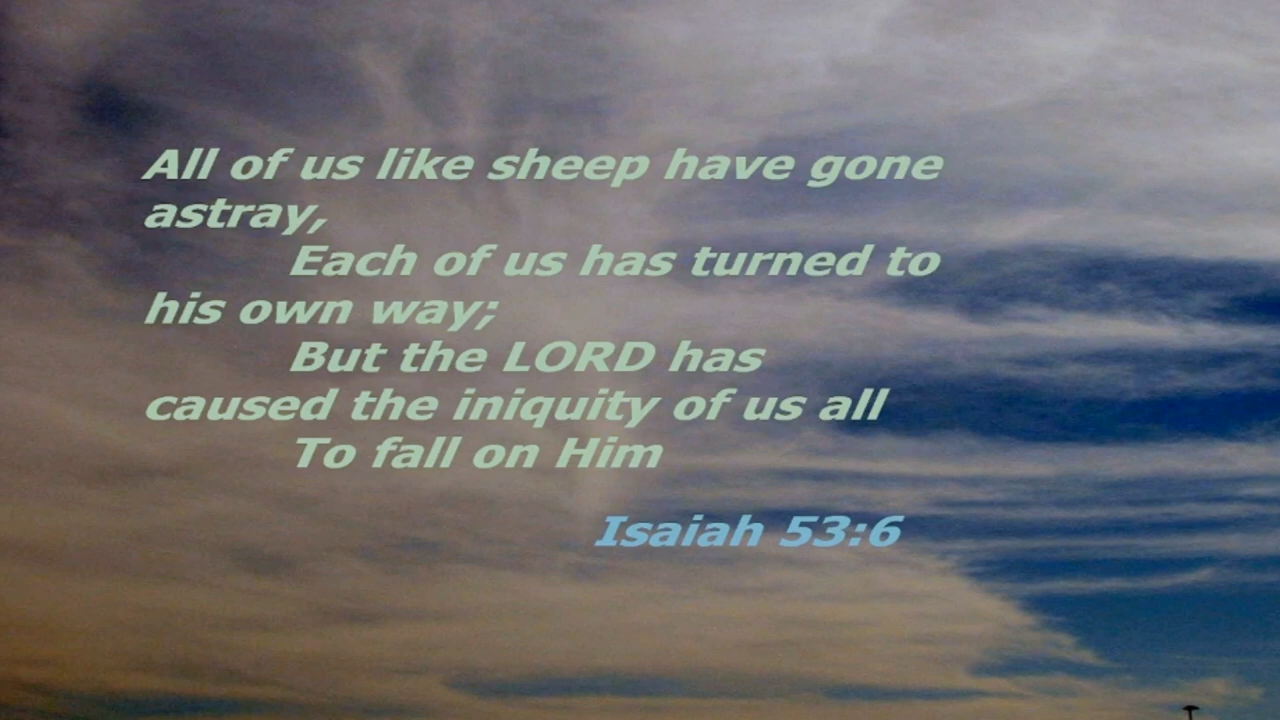 All of us like sheep have gone
astray,
Each of us has turned to
his own way;
But the LORD has
caused the iniquity of us all
To fall on Him
Isaiah 53:6